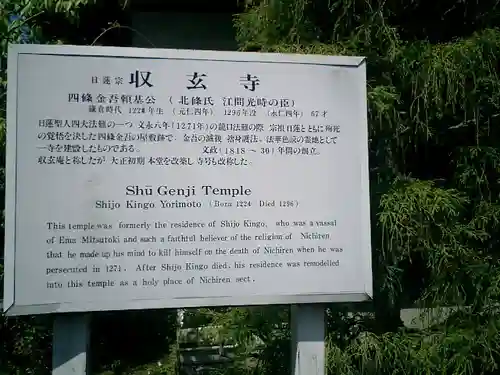 日蓮宗 収玄寺
四條金吾頼基公 (北條氏 江間光時の臣)
鎌倉時代 1224年生 (元仁四年) 1296年没 (永仁四年) 67才
日蓮聖人四大法難の一つ 文永八年(1271年)の龍口法難の際 宗祖日蓮とともに殉死
の覚悟を決した四條金吾の屋敷跡で、金吾の滅後 捨身護法、法華色読の霊地として
一寺を建設したものである。 文政(1818〜30)年間の創立。
収玄庵と称したが 大正初期 本堂を改築し 寺号も改称した。
Shū Genji Temple
Shijo Kingo Yorimoto (Born 1224 Died 1296)
This temple was formerly the residence of Shijo Kingo, who was a vassal
of Ema Mitsutoki and such a faithful believer of the religion of Nichiren
that he made up his mind to kill himself on the death of Nichiren when he was
persecuted in 1271. After Shijo Kingo died, his residence was remodelled
into this temple as a holy place of Nichiren sect.